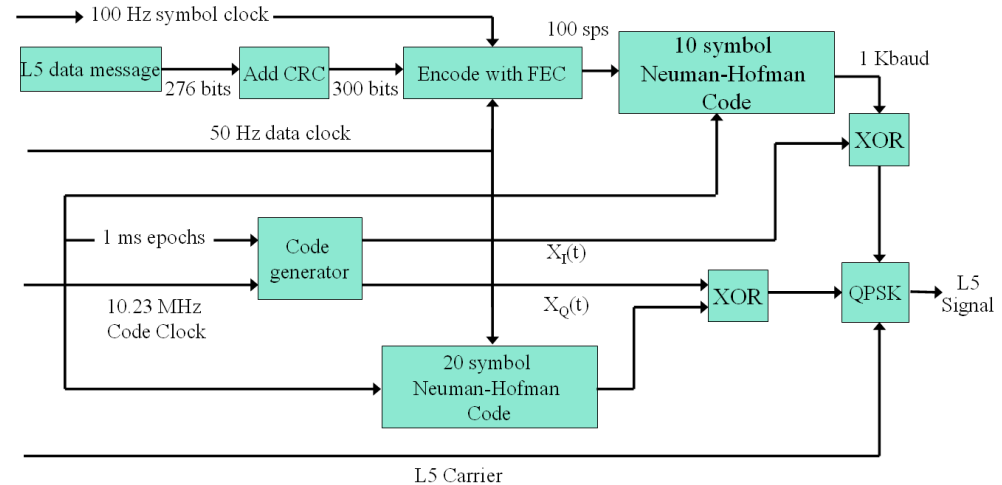 100 Hz symbol clock
L5 data message
276 bits
Add CRC
300 bits
Encode with FEC
100 sps
10 symbol
Neuman-Hofman
Code
1 Kbaud
XOR
50 Hz data clock
1 ms epochs
Code
generator
X_I(t)
10.23 MHz
Code Clock
X_Q(t)
XOR
QPSK
L5
Signal
20 symbol
Neuman-Hofman
Code
L5 Carrier